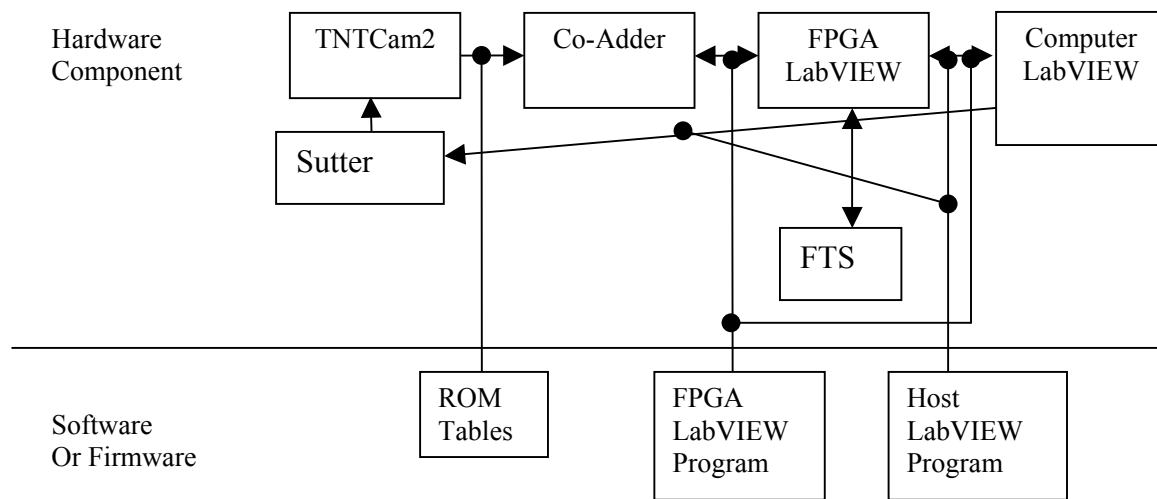 Hardware
Component
TNTCam2
Co-Adder
FPGA
LabVIEW
Computer
LabVIEW
Sutter
FTS
Software
Or Firmware
ROM
Tables
FPGA
LabVIEW
Program
Host
LabVIEW
Program